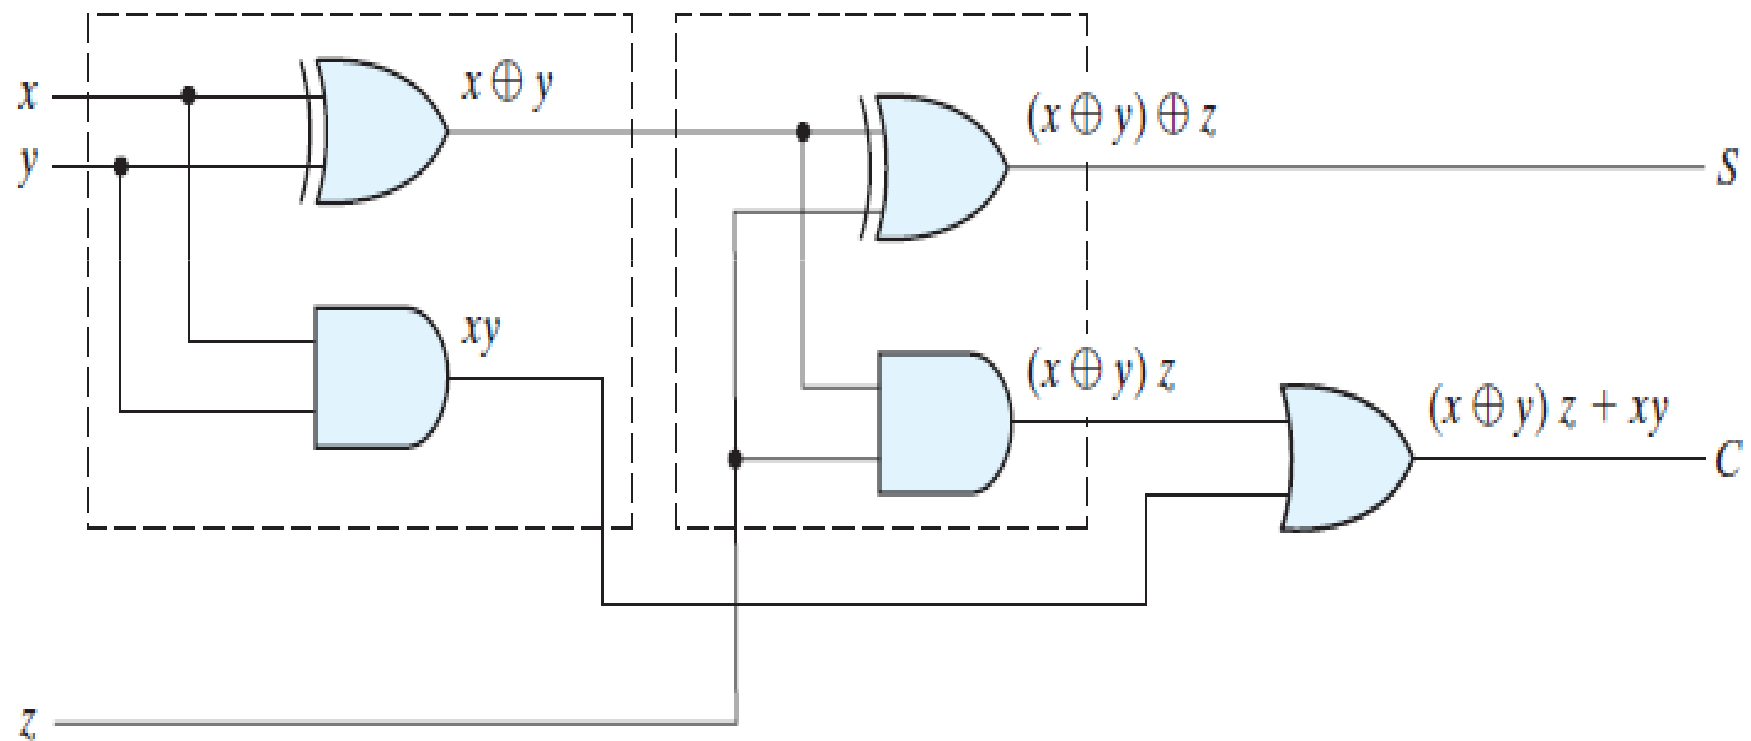 x
y
x ⊕ y
(x ⊕ y) ⊕ z
S
xy
(x ⊕ y) z
(x ⊕ y) z + xy
C
z